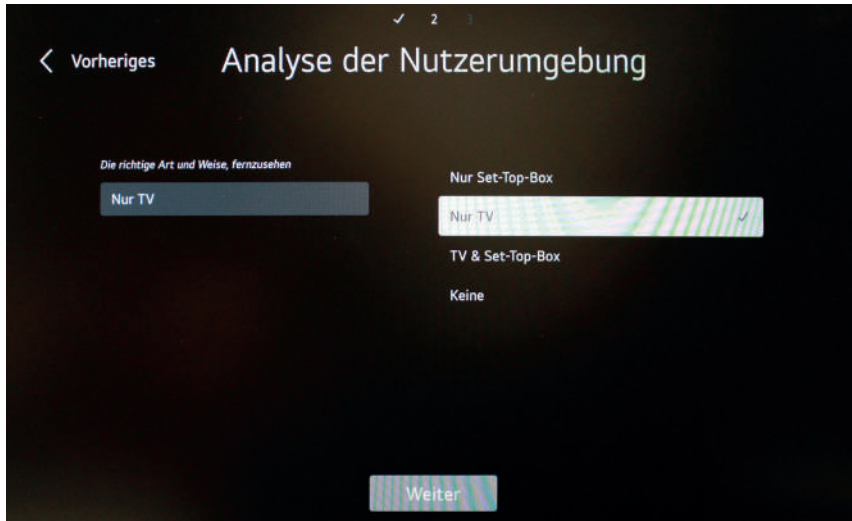 ✓ 2 3
Vorheriges
Analyse der Nutzerumgebung
Die richtige Art und Weise, fernzusehen
Nur TV
Nur Set-Top-Box
Nur TV
TV & Set-Top-Box
Keine
Weiter